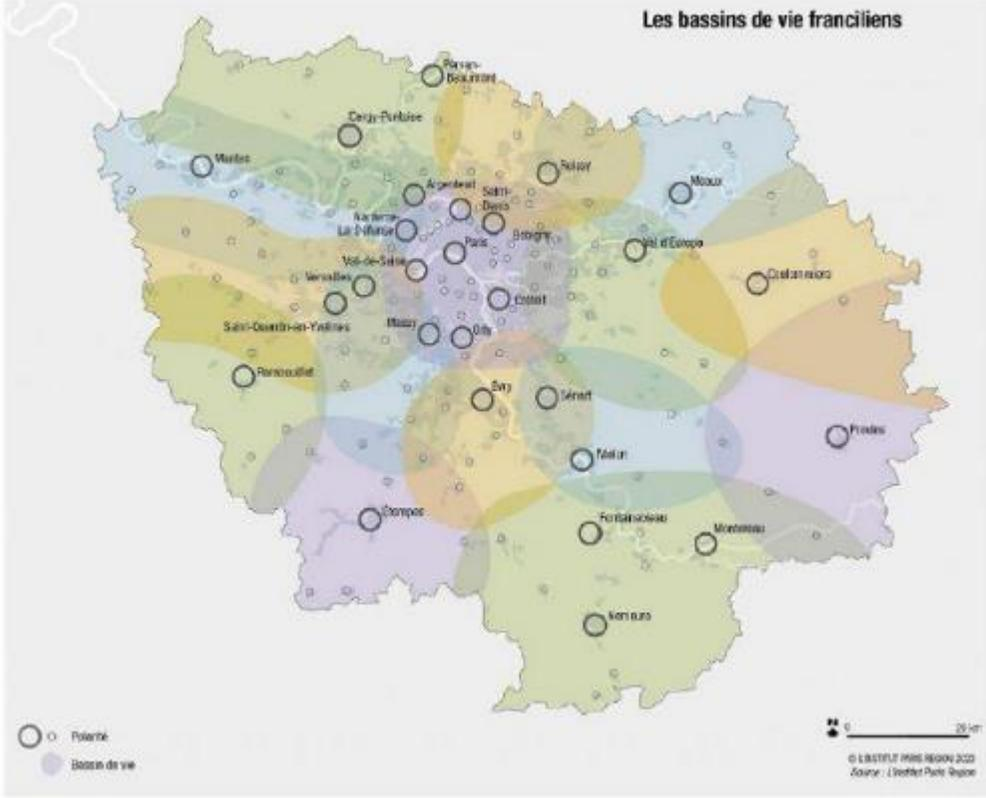 Les bassins de vie franciliens
Persan-
Beaumont
Cergy-Pontoise
Mantes
Argenteuil
Saint-
Denis
Roissy
Meaux
Nanterre-
La Défense
Bobigny
Paris
Val d'Europe
Val-de-Seine
Versailles
Coulommiers
Créteil
Saint-Quentin-en-Yvelines
Massy
Orly
Rambouillet
Évry
Sénart
Provins
Melun
Étampes
Fontainebleau
Montereau
Nemours
Polarité
Bassin de vie
N
0
20 km
© L'INSTITUT PARIS REGION 2022
Source : L'Institut Paris Region